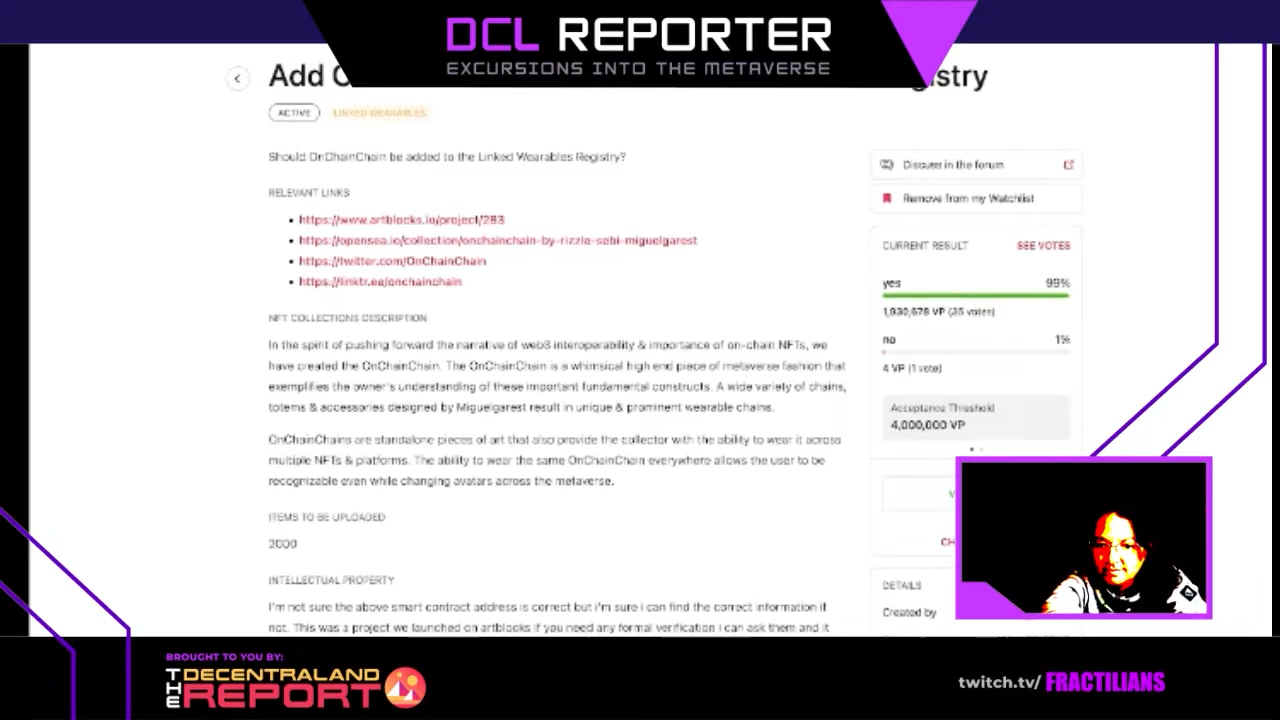 DCL REPORTER
EXCURSIONS INTO THE METAVERSE
Add
gistry
ACTIVE
LINKED WEARABLES
Should OnChainChain be added to the Linked Wearables Registry?
RELEVANT LINKS
https://www.artblocks.io/project/283
https://opensea.io/collection/onchainchain-by-rizzle-sebi-miguelgarest
https://twitter.com/OnChainChain
https://linktr.ee/onchainchain
NFT COLLECTIONS DESCRIPTION
In the spirit of pushing forward the narrative of web3 interoperability & importance of on-chain NFTs, we
have created the OnChainChain. The OnChainChain is a whimsical high end piece of metaverse fashion that
exemplifies the owner's understanding of these important fundamental constructs. A wide variety of chains,
totems & accessories designed by Miguelgarest result in unique & prominent wearable chains.
OnChainChains are standalone pieces of art that also provide the collector with the ability to wear it across
multiple NFTs & platforms. The ability to wear the same OnChainChain everywhere allows the user to be
recognizable even while changing avatars across the metaverse.
ITEMS TO BE UPLOADED
2000
INTELLECTUAL PROPERTY
I'm not sure the above smart contract address is correct but i'm sure i can find the correct information if
not. This was a project we launched on artblocks if you need any formal verification i can ask them and it
Discuss in the forum
Remove from my Watchlist
CURRENT RESULT SEE VOTES
yes 99%
1,930,678 VP (35 votes)
no 1%
4 VP (1 vote)
Acceptance Threshold
4,000,000 VP
V
CH
DETAILS
Created by
BROUGHT TO YOU BY:
THE DECENTRALAND
REPORT
twitch.tv/ FRACTILIANS